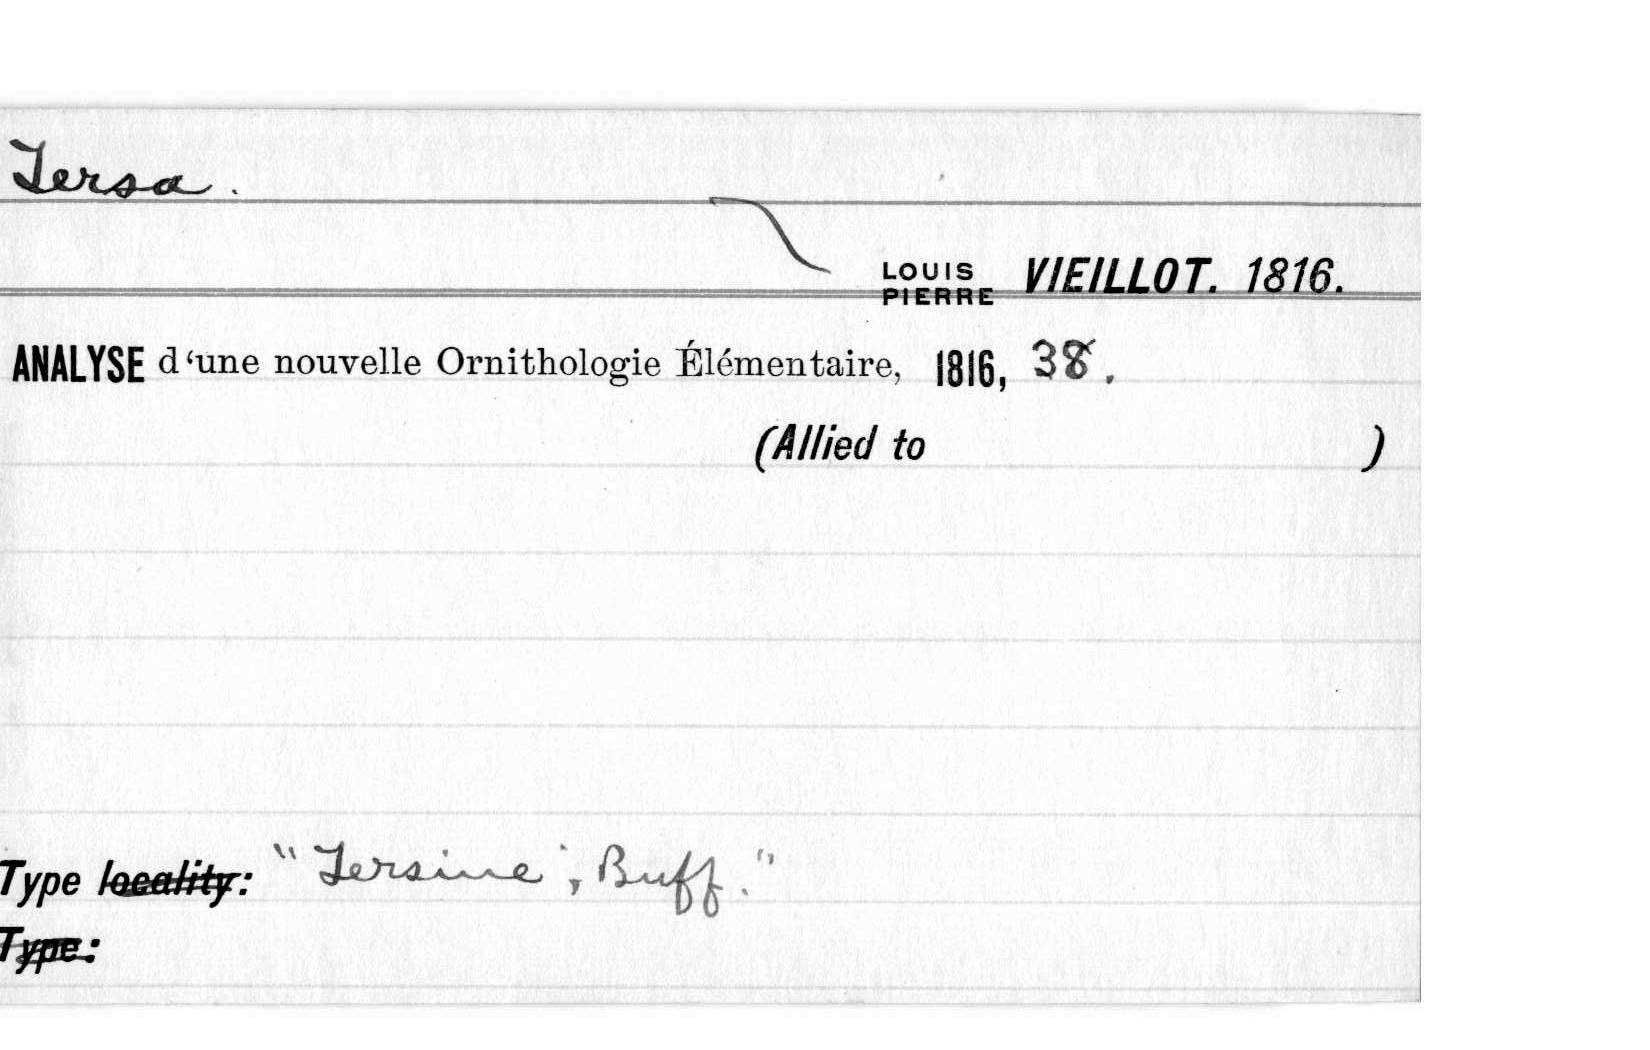 Tersa.
LOUIS PIERRE VIEILLOT. 1816.
ANALYSE d‘une nouvelle Ornithologie Élémentaire, 1816, 38.
(Allied to )
Type locality: "Tersine", Buff."
Type: